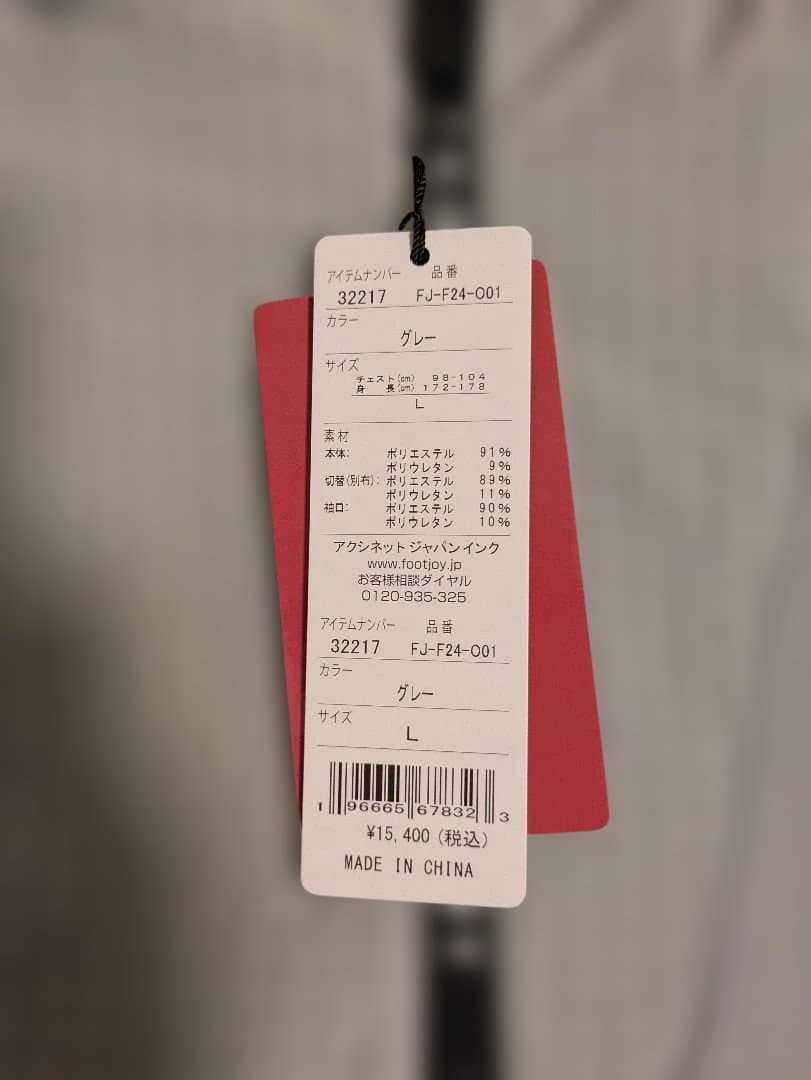 アイテムナンバー 品番
32217 FJ-F24-O01
カラー
グレー
サイズ
チェスト(cm) 98-104
身長(cm) 172-178
L
素材
本体: ポリエステル 91%
ポリウレタン 9%
切替(別布): ポリエステル 89%
ポリウレタン 11%
袖口: ポリエステル 90%
ポリウレタン 10%
アクシネット ジャパン インク
www.footjoy.jp
お客様相談ダイヤル
0120-935-325
アイテムナンバー 品番
32217 FJ-F24-O01
カラー
グレー
サイズ
L
1 96665 67832 3
¥15,400 (税込)
MADE IN CHINA